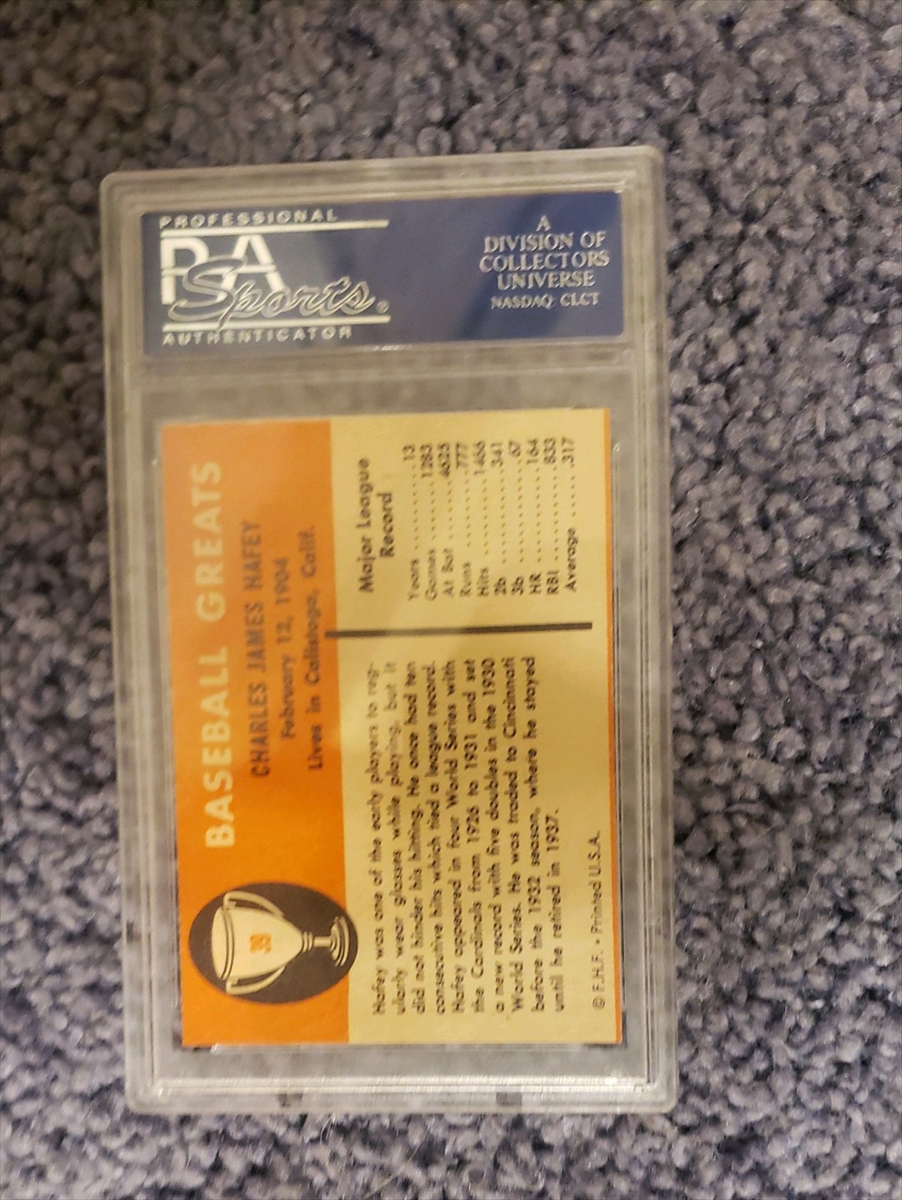 PROFESSIONAL
PSA
Sports®
AUTHENTICATOR
A
DIVISION OF
COLLECTORS
UNIVERSE
NASDAQ: CLCT
39
BASEBALL GREATS
CHARLES JAMES HAFEY
February 12, 1904
Lives in Calistoga, Calif.
Hafey was one of the early players to reg-
ularly wear glasses while playing, but it
did not hinder his hitting. He once had ten
consecutive hits which tied a league record.
Hafey appeared in four World Series with
the Cardinals from 1926 to 1931 and set
a new record with five doubles in the 1930
World Series. He was traded to Cincinnati
before the 1932 season, where he stayed
until he retired in 1937.
Major League
Record
Years ........... 13
Games ........ 1283
At Bat ........ 4625
Runs .......... 777
Hits .......... 1466
2b ............ 341
3b ............. 67
HR ............ 164
RBI ........... 833
Average ...... .317
© F.H.F. • Printed U.S.A.